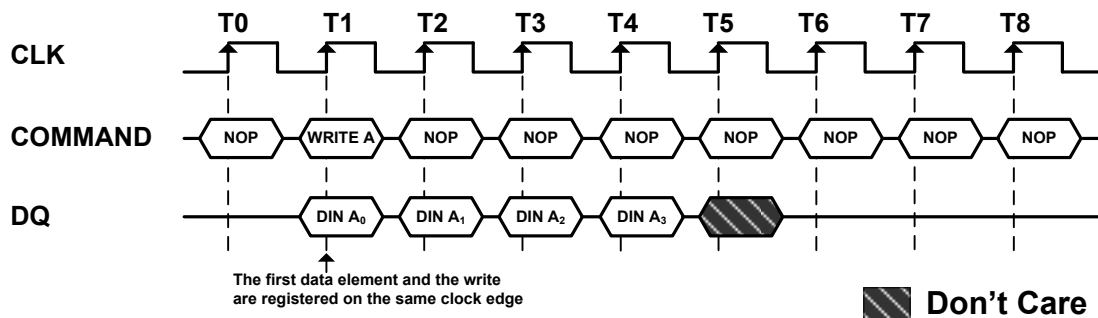 T0 T1 T2 T3 T4 T5 T6 T7 T8
CLK
COMMAND NOP WRITE A NOP NOP NOP NOP NOP NOP NOP
DQ DIN A₀ DIN A₁ DIN A₂ DIN A₃
The first data element and the write
are registered on the same clock edge
Don't Care